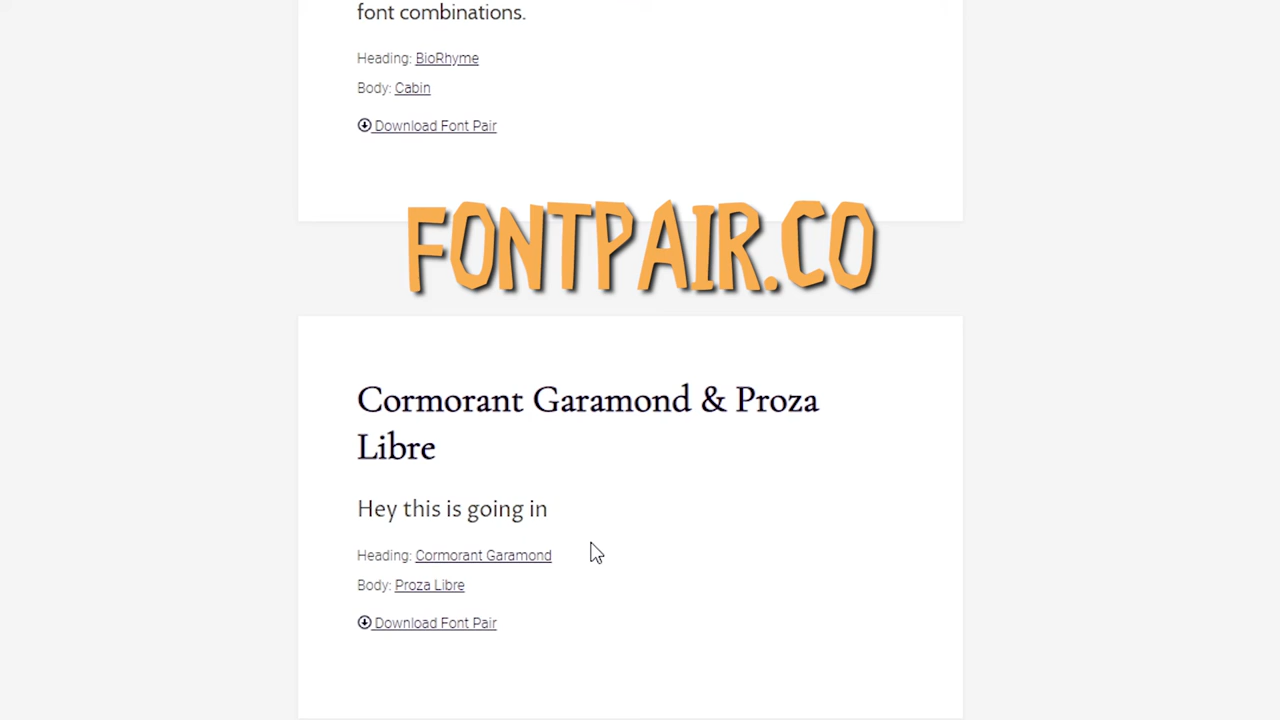 font combinations.
Heading: BioRhyme
Body: Cabin
Download Font Pair
FONTPAIR.CO
Cormorant Garamond & Proza
Libre
Hey this is going in
Heading: Cormorant Garamond
Body: Proza Libre
Download Font Pair